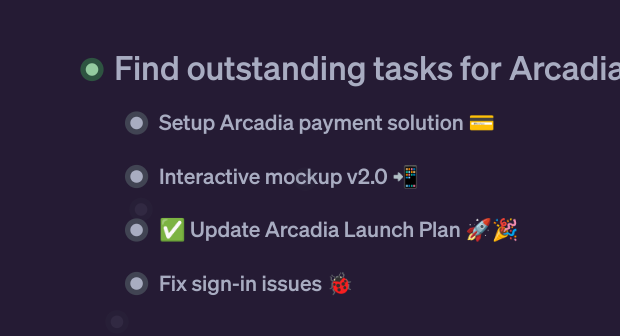 Find outstanding tasks for Arcadia
Setup Arcadia payment solution 💳
Interactive mockup v2.0 📲
✅ Update Arcadia Launch Plan 🚀🎉
Fix sign-in issues 🐞